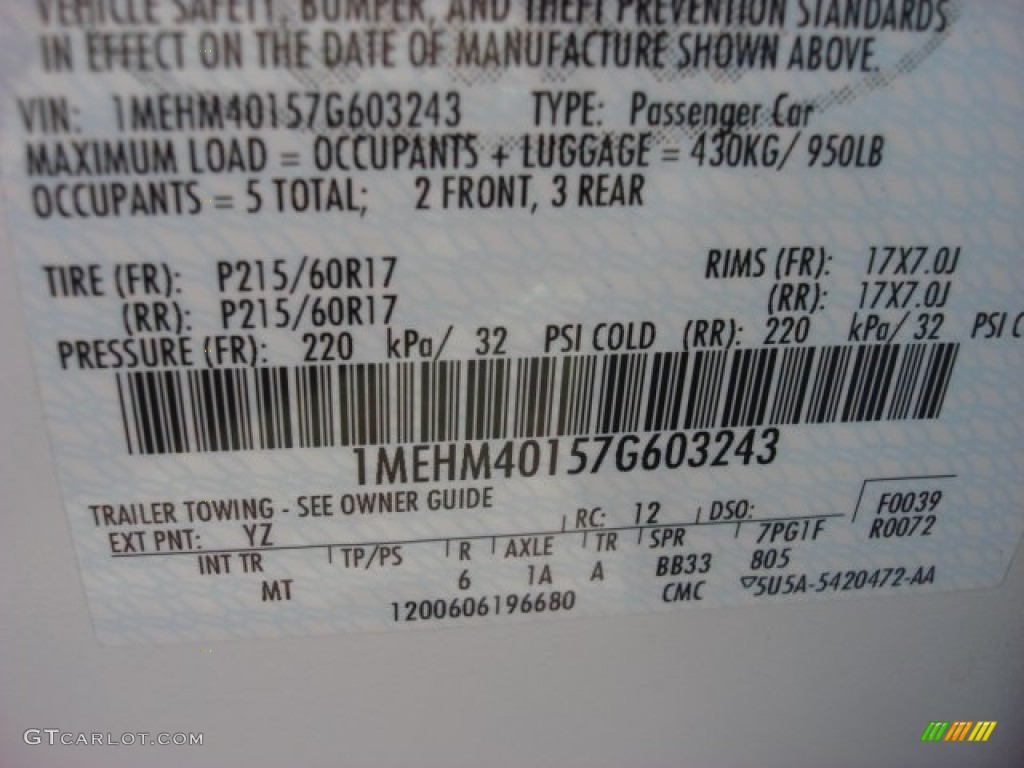 VEHICLE SAFETY, BUMPER, AND THEFT PREVENTION STANDARDS
IN EFFECT ON THE DATE OF MANUFACTURE SHOWN ABOVE.
VIN: 1MEHM40157G603243 TYPE: Passenger Car
MAXIMUM LOAD = OCCUPANTS + LUGGAGE = 430KG/ 950LB
OCCUPANTS = 5 TOTAL; 2 FRONT, 3 REAR
TIRE (FR): P215/60R17 RIMS (FR): 17X7.0J
(RR): P215/60R17 (RR): 17X7.0J
PRESSURE (FR): 220 kPa/ 32 PSI COLD (RR): 220 kPa/ 32 PSI C
1MEHM40157G603243
TRAILER TOWING - SEE OWNER GUIDE
EXT PNT: YZ RC: 12 DSO: F0039
R0072
INT TR TP/PS R AXLE TR SPR 7PG1F
MT 6 1A A BB33 805
1200606196680 CMC ▽5U5A-5420472-AA
GTCARLOT.COM